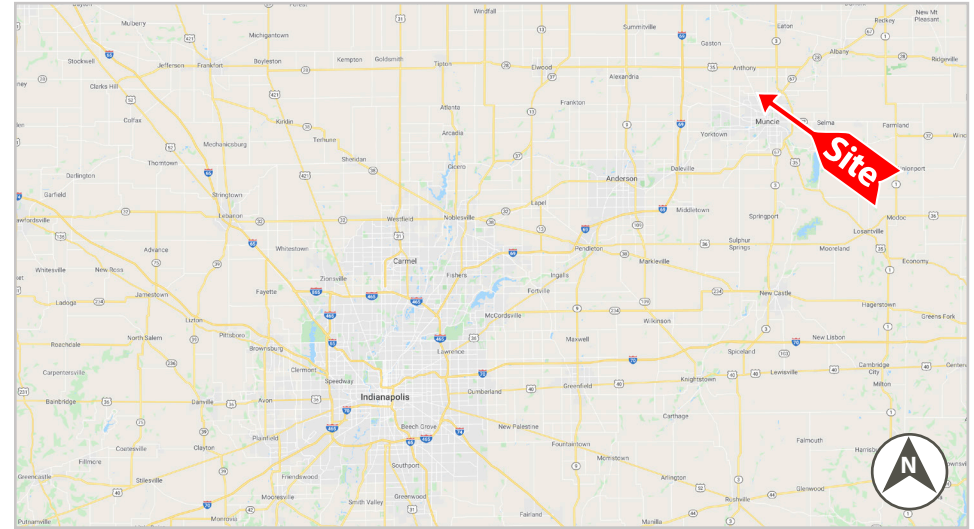 Windfall
New Mt
Pleasant
Redkey
Mulberry
Michigantown
Summitville
Gaston
Eaton
Albany
Ridgeville
Stockwell
Jefferson
Frankfort
Boyleston
Kempton
Goldsmith
Tipton
Elwood
Alexandria
Anthony
Clarks Hill
Colfax
Kirklin
Atlanta
Frankton
Muncie
Selma
Farmland
Mechanicsburg
Terhune
Arcadia
Yorktown
Site
Thorntown
Sheridan
Cicero
Daleville
Darlington
Anderson
Garfield
Stringtown
Lapel
Middletown
Lebanon
Westfield
Noblesville
Springport
Modoc
Losantville
Advance
Whitestown
Carmel
Pendleton
Sulphur
Springs
Mooreland
Markleville
Economy
Whitesville
New Ross
Zionsville
Fishers
Ingalls
Jamestown
Fayette
Fortville
New Castle
Ladoga
Hagerstown
Lizton
McCordsville
Wilkinson
Greens Fork
Roachdale
North Salem
Pittsboro
Brownsburg
Lawrence
Maxwell
New Lisbon
Spiceland
Carpentersville
Clermont
Speedway
Cumberland
Greenfield
Knightstown
Lewisville
Cambridge
City
Milton
Bainbridge
Danville
Avon
Indianapolis
Carthage
Beech Grove
New Palestine
Plainfield
Fountaintown
Falmouth
Coatesville
Clayton
Fillmore
Southport
Morristown
N
Greencastle
Stilesville
Friendswood
Arlington
Glenwood
Mooresville
Smith Valley
Greenwood
Rushville
Putnamville
Monrovia
Fairland
Manilla